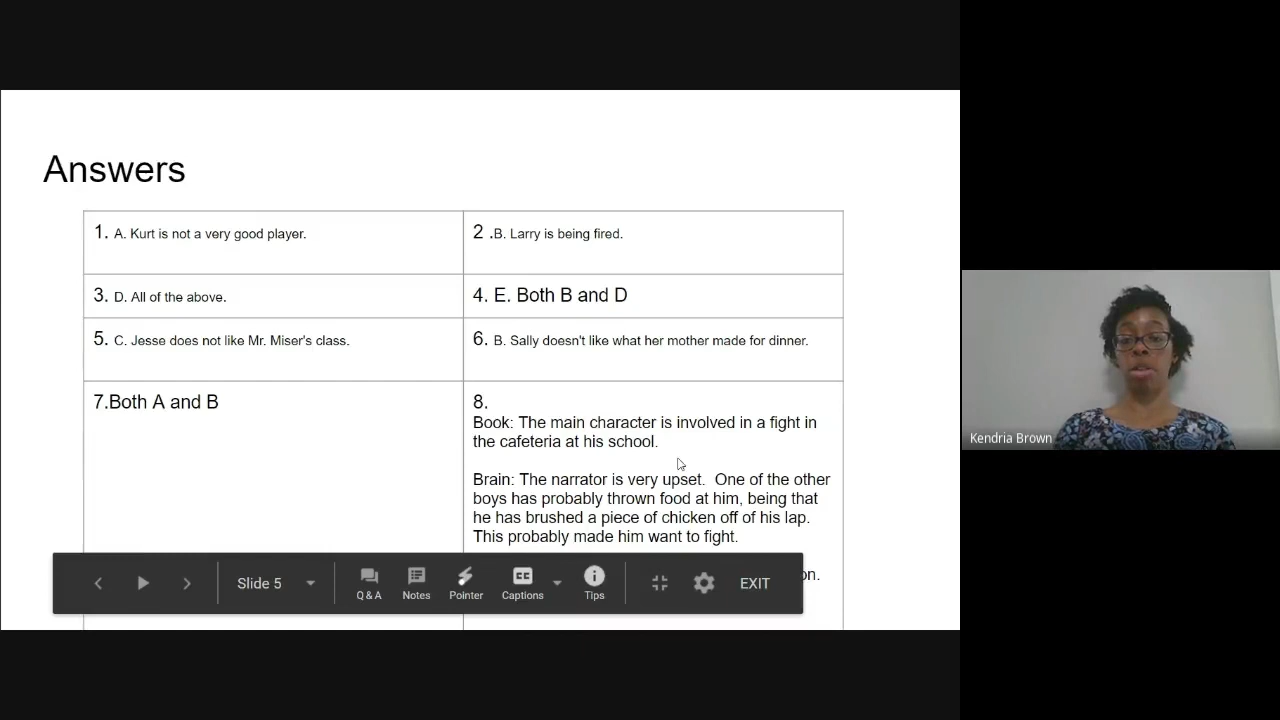 Answers
1. A. Kurt is not a very good player.
2 .B. Larry is being fired.
3. D. All of the above.
4. E. Both B and D
5. C. Jesse does not like Mr. Miser's class.
6. B. Sally doesn't like what her mother made for dinner.
7.Both A and B
8.
Book: The main character is involved in a fight in
the cafeteria at his school.
Brain: The narrator is very upset.  One of the other
boys has probably thrown food at him, being that
he has brushed a piece of chicken off of his lap.
This probably made him want to fight.
Slide 5
Q & A
Notes
Pointer
Captions
Tips
EXIT
Kendria Brown